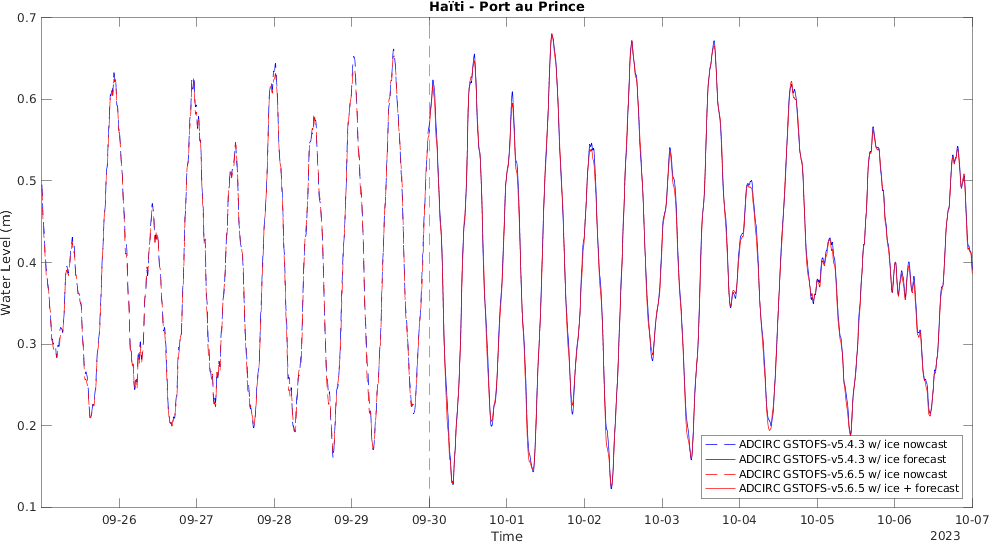 Haïti - Port au Prince
0.7
0.6
0.5
0.4
0.3
0.2
0.1
Water Level (m)
ADCIRC GSTOFS-v5.4.3 w/ ice nowcast
ADCIRC GSTOFS-v5.4.3 w/ ice forecast
ADCIRC GSTOFS-v5.6.5 w/ ice nowcast
ADCIRC GSTOFS-v5.6.5 w/ ice + forecast
09-26 09-27 09-28 09-29 09-30 10-01 10-02 10-03 10-04 10-05 10-06 10-07
Time
2023